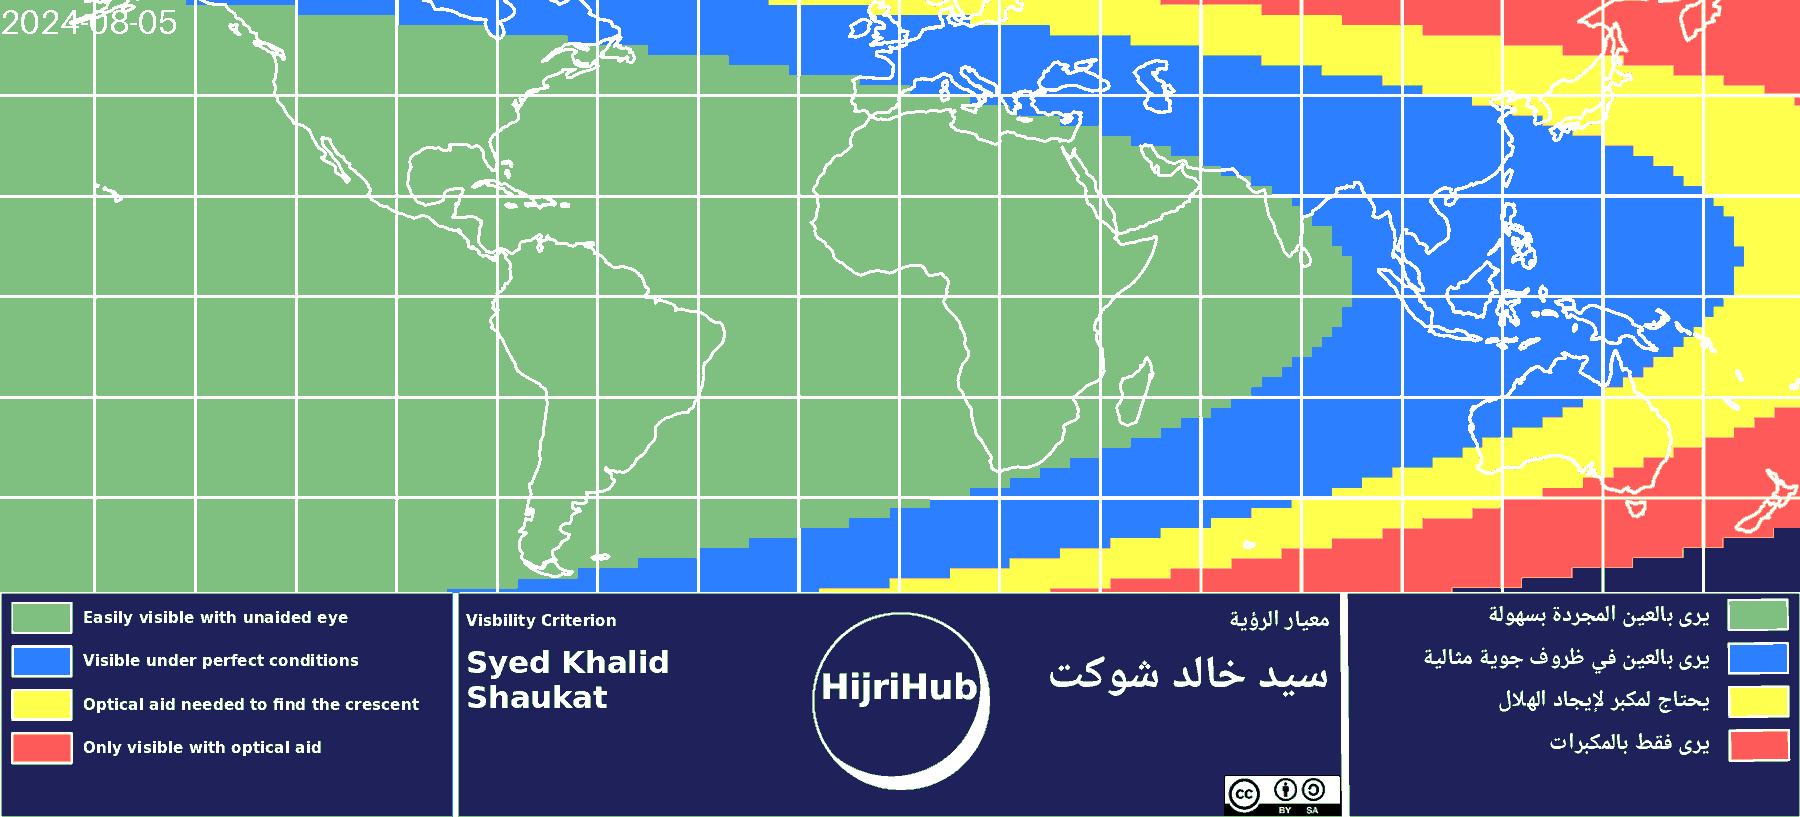 2024-08-05
Easily visible with unaided eye
Visible under perfect conditions
Optical aid needed to find the crescent
Only visible with optical aid
Visbility Criterion
Syed Khalid
Shaukat
HijriHub
معيار الرؤية
سيد خالد شوكت
CC BY SA
يرى بالعين المجردة بسهولة
يرى بالعين في ظروف جوية مثالية
يحتاج لمكبر لإيجاد الهلال
يرى فقط بالمكبرات